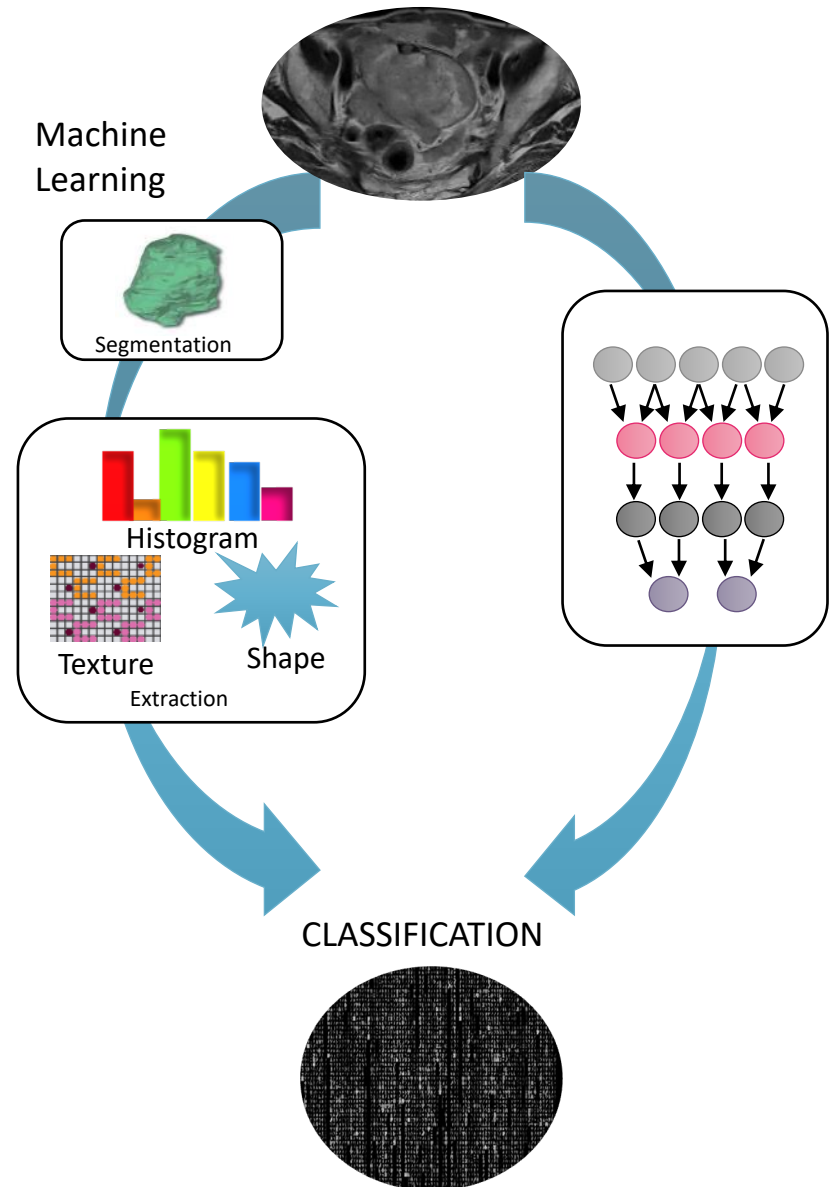 Machine
Learning
Segmentation
Histogram
Texture
Shape
Extraction
CLASSIFICATION